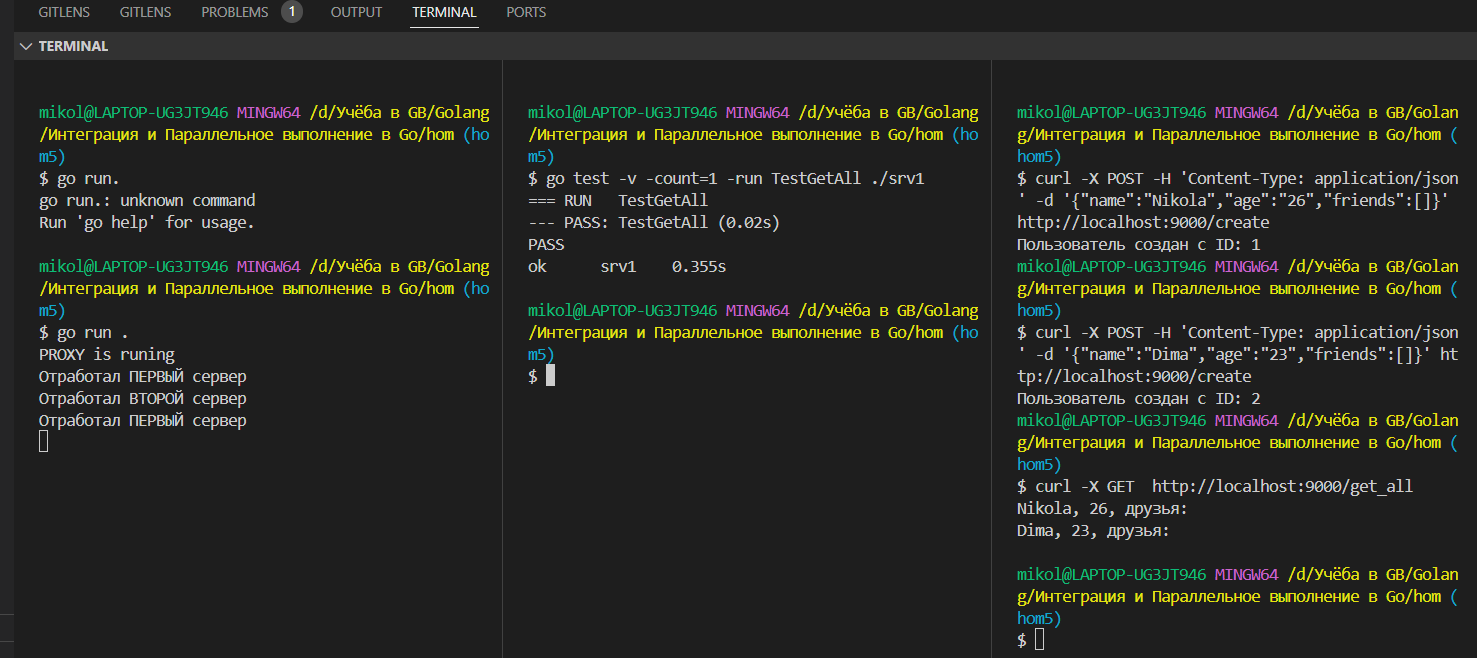 GITLENS GITLENS PROBLEMS 1 OUTPUT TERMINAL PORTS
TERMINAL
mikol@LAPTOP-UG3JT946 MINGW64 /d/Учёба в GB/Golang
/Интеграция и Параллельное выполнение в Go/hom (ho
m5)
$ go run.
go run.: unknown command
Run 'go help' for usage.
mikol@LAPTOP-UG3JT946 MINGW64 /d/Учёба в GB/Golang
/Интеграция и Параллельное выполнение в Go/hom (ho
m5)
$ go run .
PROXY is runing
Отработал ПЕРВЫЙ сервер
Отработал ВТОРОЙ сервер
Отработал ПЕРВЫЙ сервер
mikol@LAPTOP-UG3JT946 MINGW64 /d/Учёба в GB/Golang
/Интеграция и Параллельное выполнение в Go/hom (ho
m5)
$ go test -v -count=1 -run TestGetAll ./srv1
=== RUN   TestGetAll
--- PASS: TestGetAll (0.02s)
PASS
ok      srv1    0.355s
mikol@LAPTOP-UG3JT946 MINGW64 /d/Учёба в GB/Golang
/Интеграция и Параллельное выполнение в Go/hom (ho
m5)
$
mikol@LAPTOP-UG3JT946 MINGW64 /d/Учёба в GB/Golan
g/Интеграция и Параллельное выполнение в Go/hom (
hom5)
$ curl -X POST -H 'Content-Type: application/json
' -d '{"name":"Nikola","age":"26","friends":[]}'
http://localhost:9000/create
Пользователь создан с ID: 1
mikol@LAPTOP-UG3JT946 MINGW64 /d/Учёба в GB/Golan
g/Интеграция и Параллельное выполнение в Go/hom (
hom5)
$ curl -X POST -H 'Content-Type: application/json
' -d '{"name":"Dima","age":"23","friends":[]}' ht
tp://localhost:9000/create
Пользователь создан с ID: 2
mikol@LAPTOP-UG3JT946 MINGW64 /d/Учёба в GB/Golan
g/Интеграция и Параллельное выполнение в Go/hom (
hom5)
$ curl -X GET  http://localhost:9000/get_all
Nikola, 26, друзья:
Dima, 23, друзья:
mikol@LAPTOP-UG3JT946 MINGW64 /d/Учёба в GB/Golan
g/Интеграция и Параллельное выполнение в Go/hom (
hom5)
$